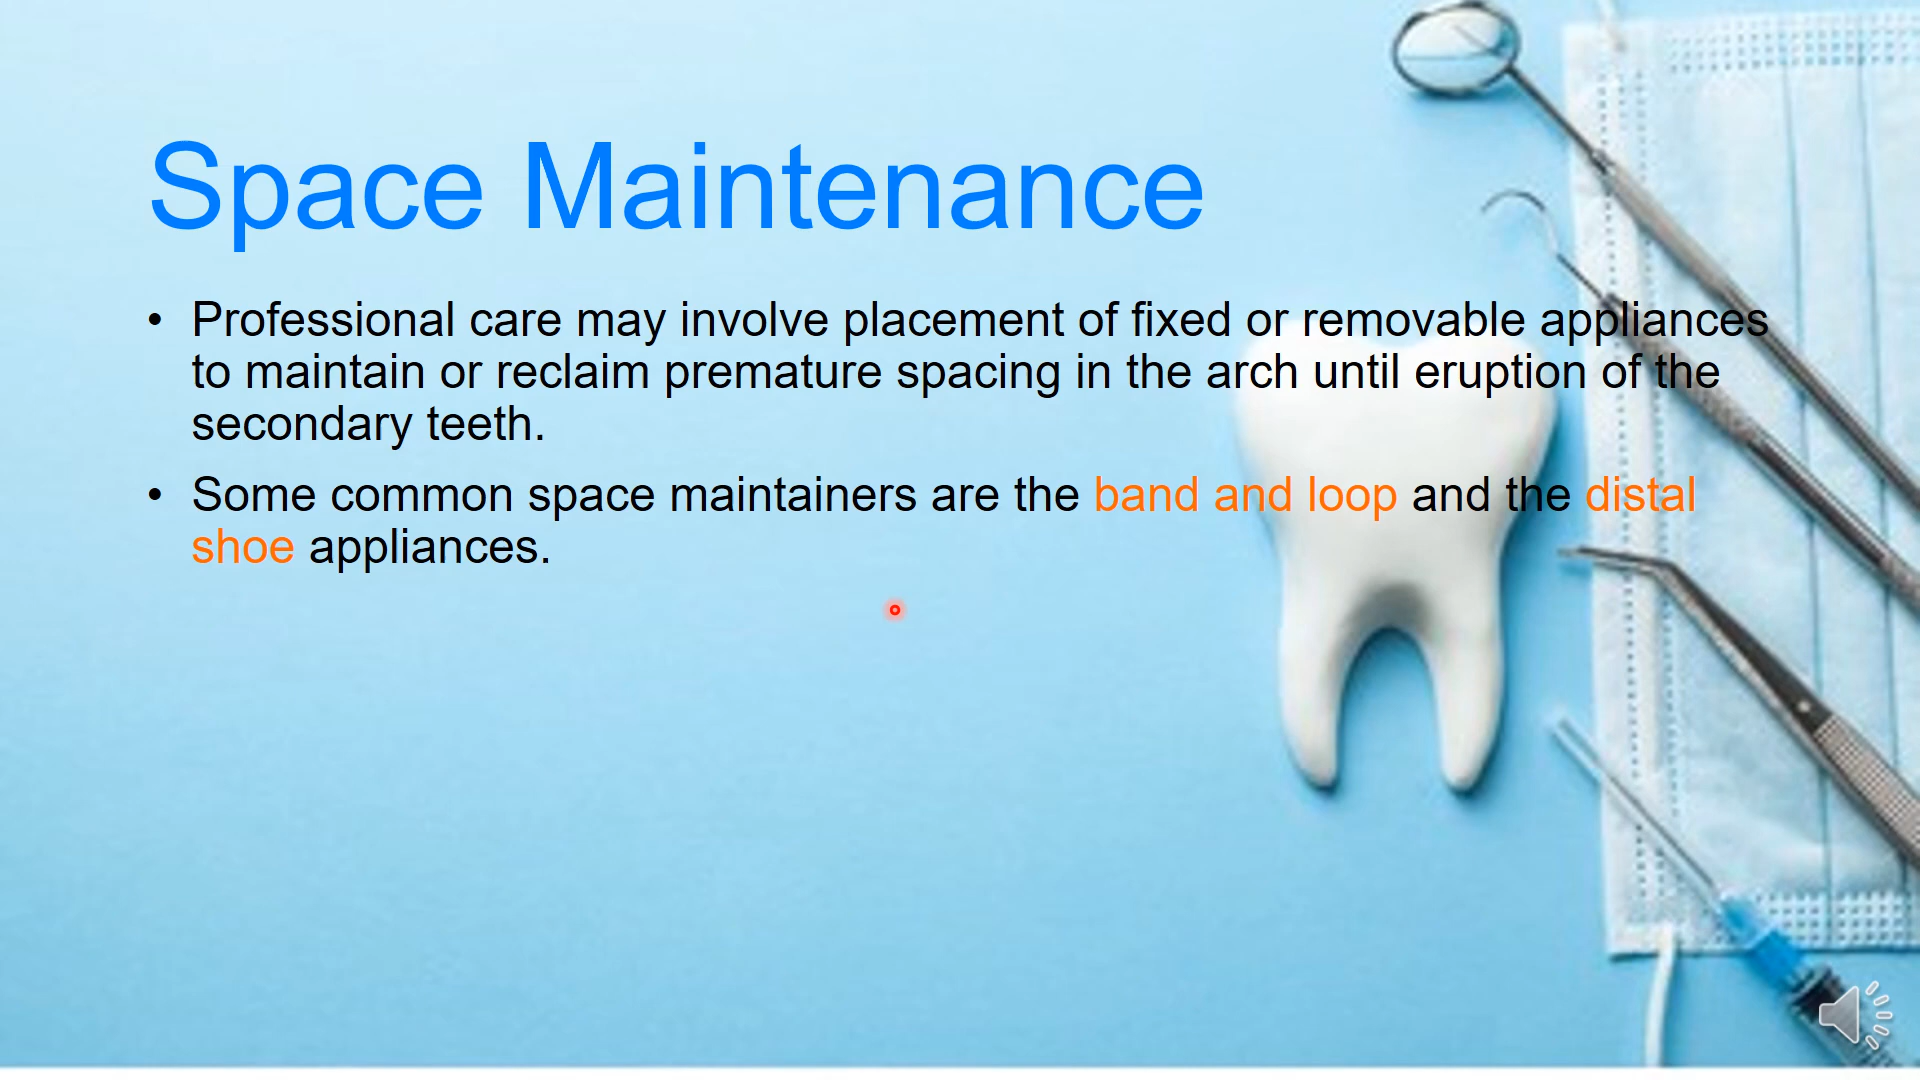 Space Maintenance
• Professional care may involve placement of fixed or removable appliances
to maintain or reclaim premature spacing in the arch until eruption of the
secondary teeth.
• Some common space maintainers are the band and loop and the distal
shoe appliances.